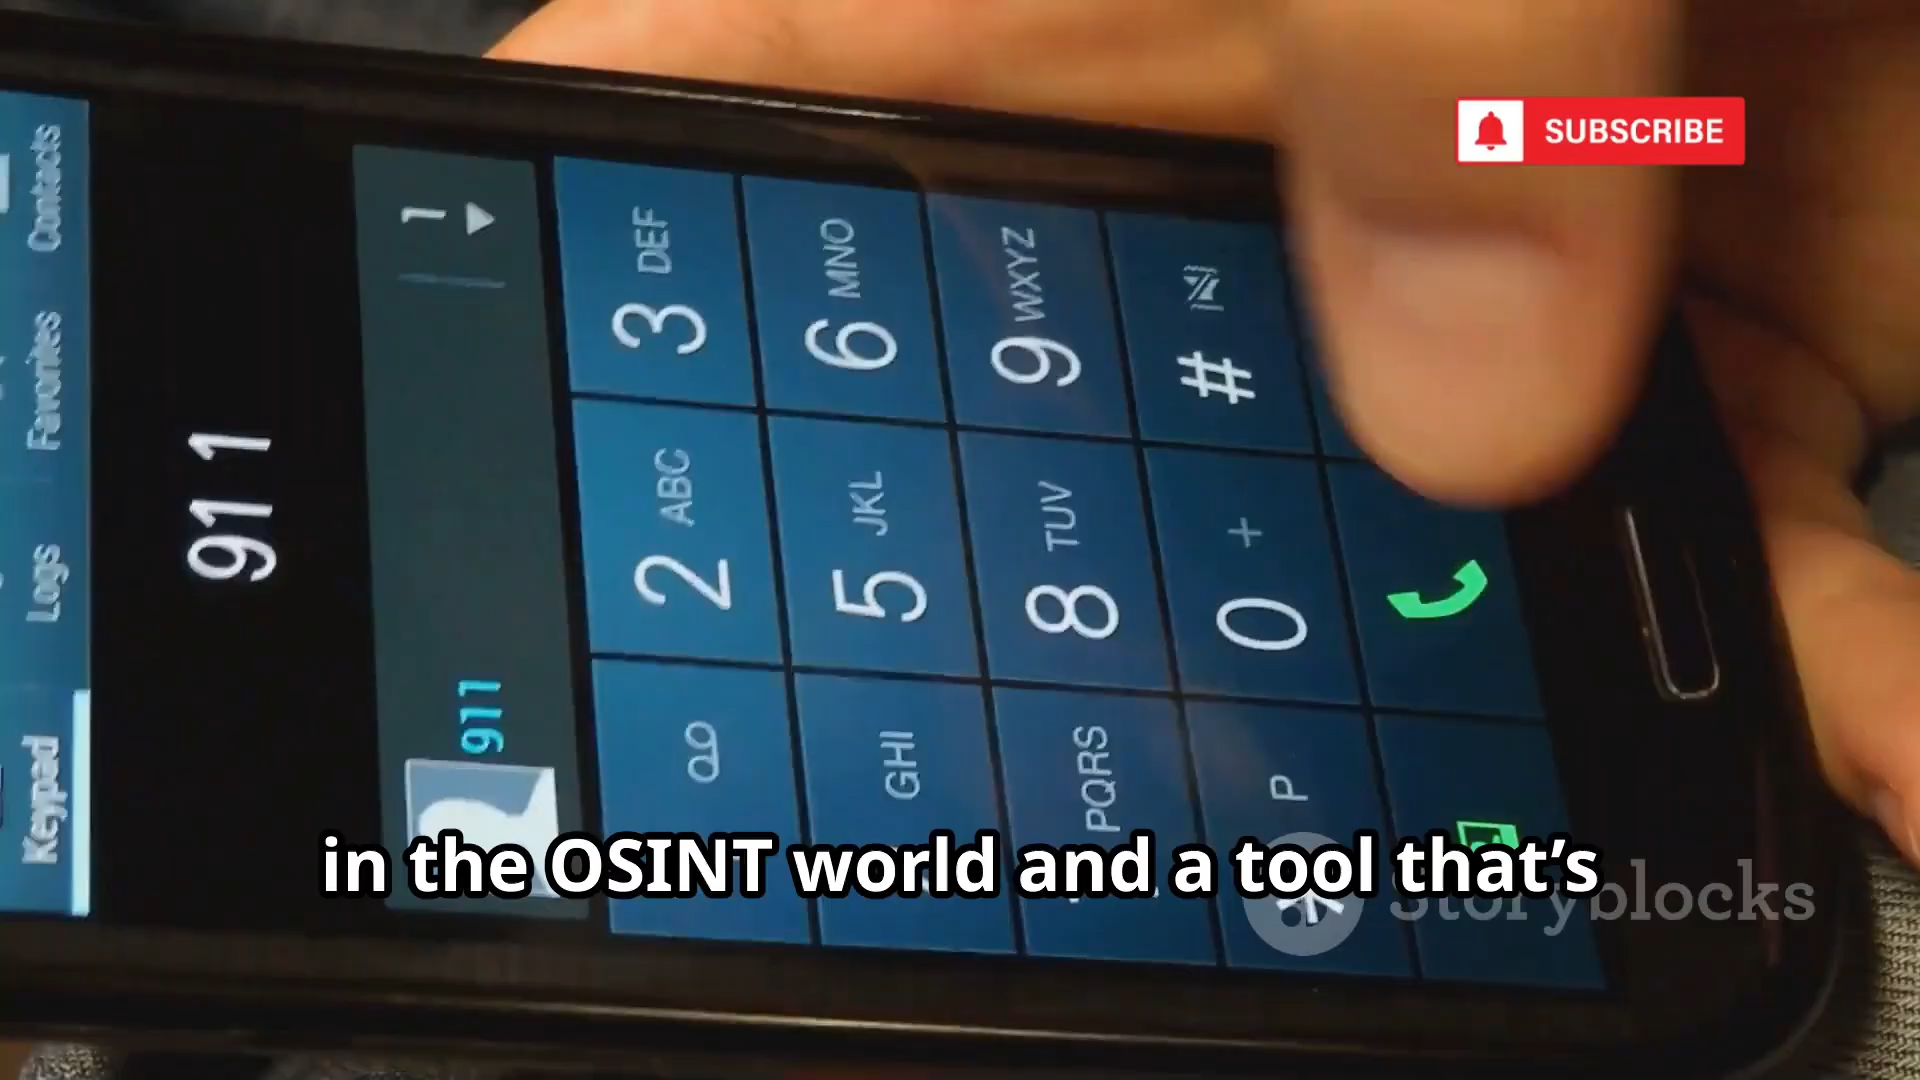 SUBSCRIBE
Contacts
Favorites
Logs
Keypad
911
1
911
3 DEF
6 MNO
9 WXYZ
#
2 ABC
5 JKL
8 TUV
0 +
GHI
PQRS
P
*
in the OSINT world and a tool that’s
Storyblocks